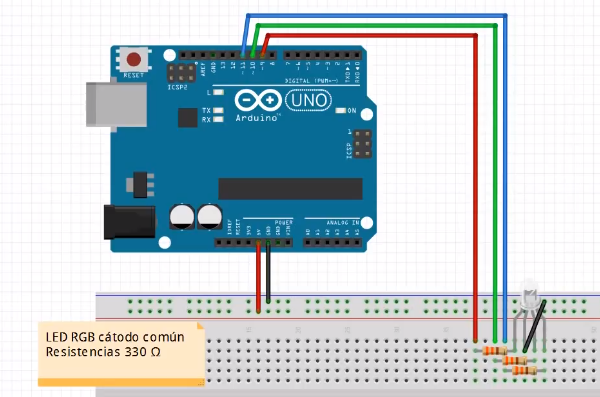 RESET
ICSP2
AREF
GND
13
12
~11
~10
~9
8
7
~6
~5
4
~3
2
TX▶1
RX◀0
DIGITAL (PWM=~)
L
TX
RX
UNO
Arduino™
ON
1
ICSP
POWER
ANALOG IN
IOREF
RESET
3V3
5V
GND
GND
VIN
A0
A1
A2
A3
A4
A5
LED RGB cátodo común
Resistencias 330 Ω